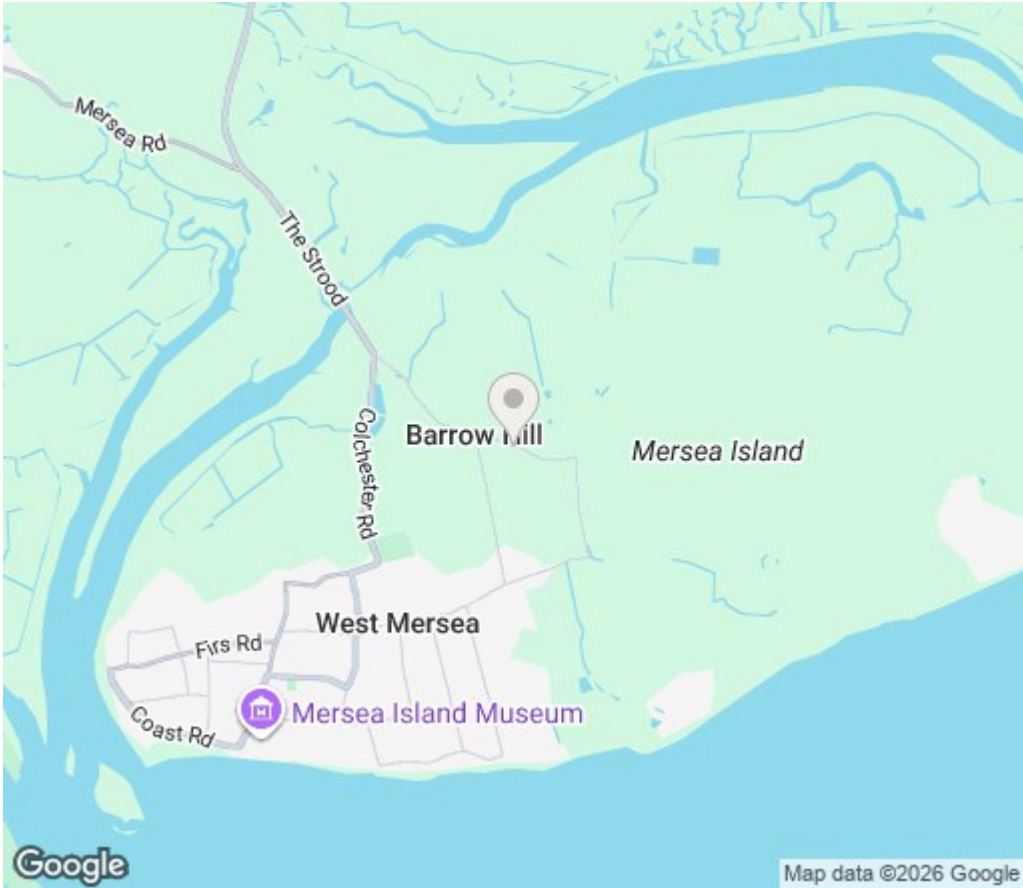 Mersea Rd
The Strood
Colchester Rd
Barrow Hill
Mersea Island
West Mersea
Firs Rd
Mersea Island Museum
Coast Rd
Google
Map data ©2026 Google